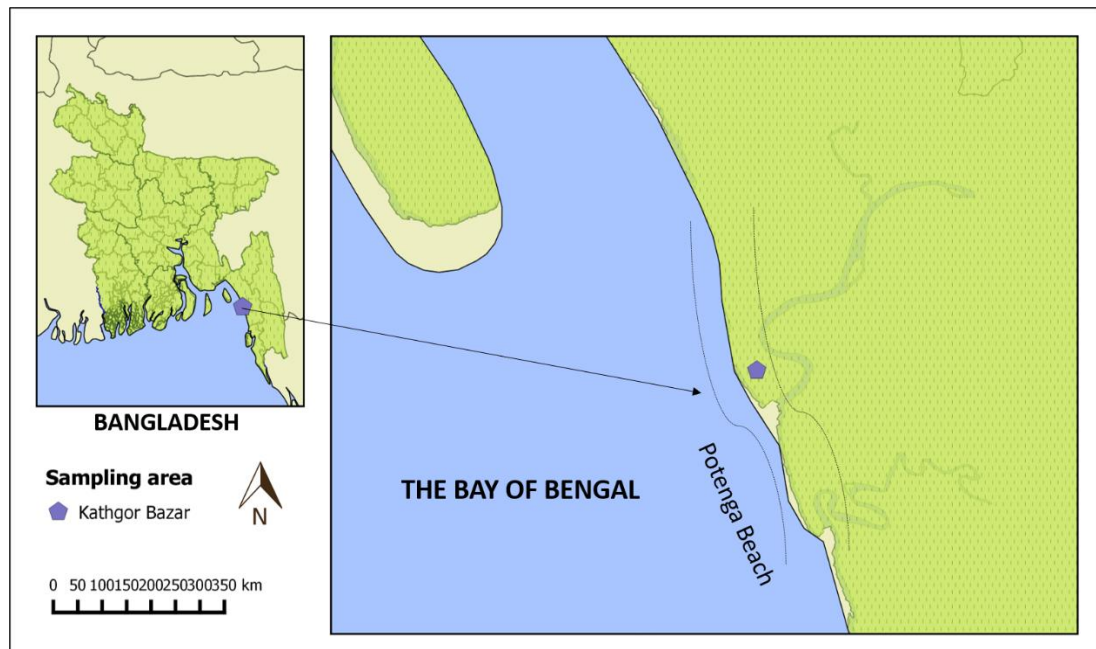 BANGLADESH
Sampling area
Kathgor Bazar
N
0 50 100150200250300350 km
THE BAY OF BENGAL
Potenga Beach